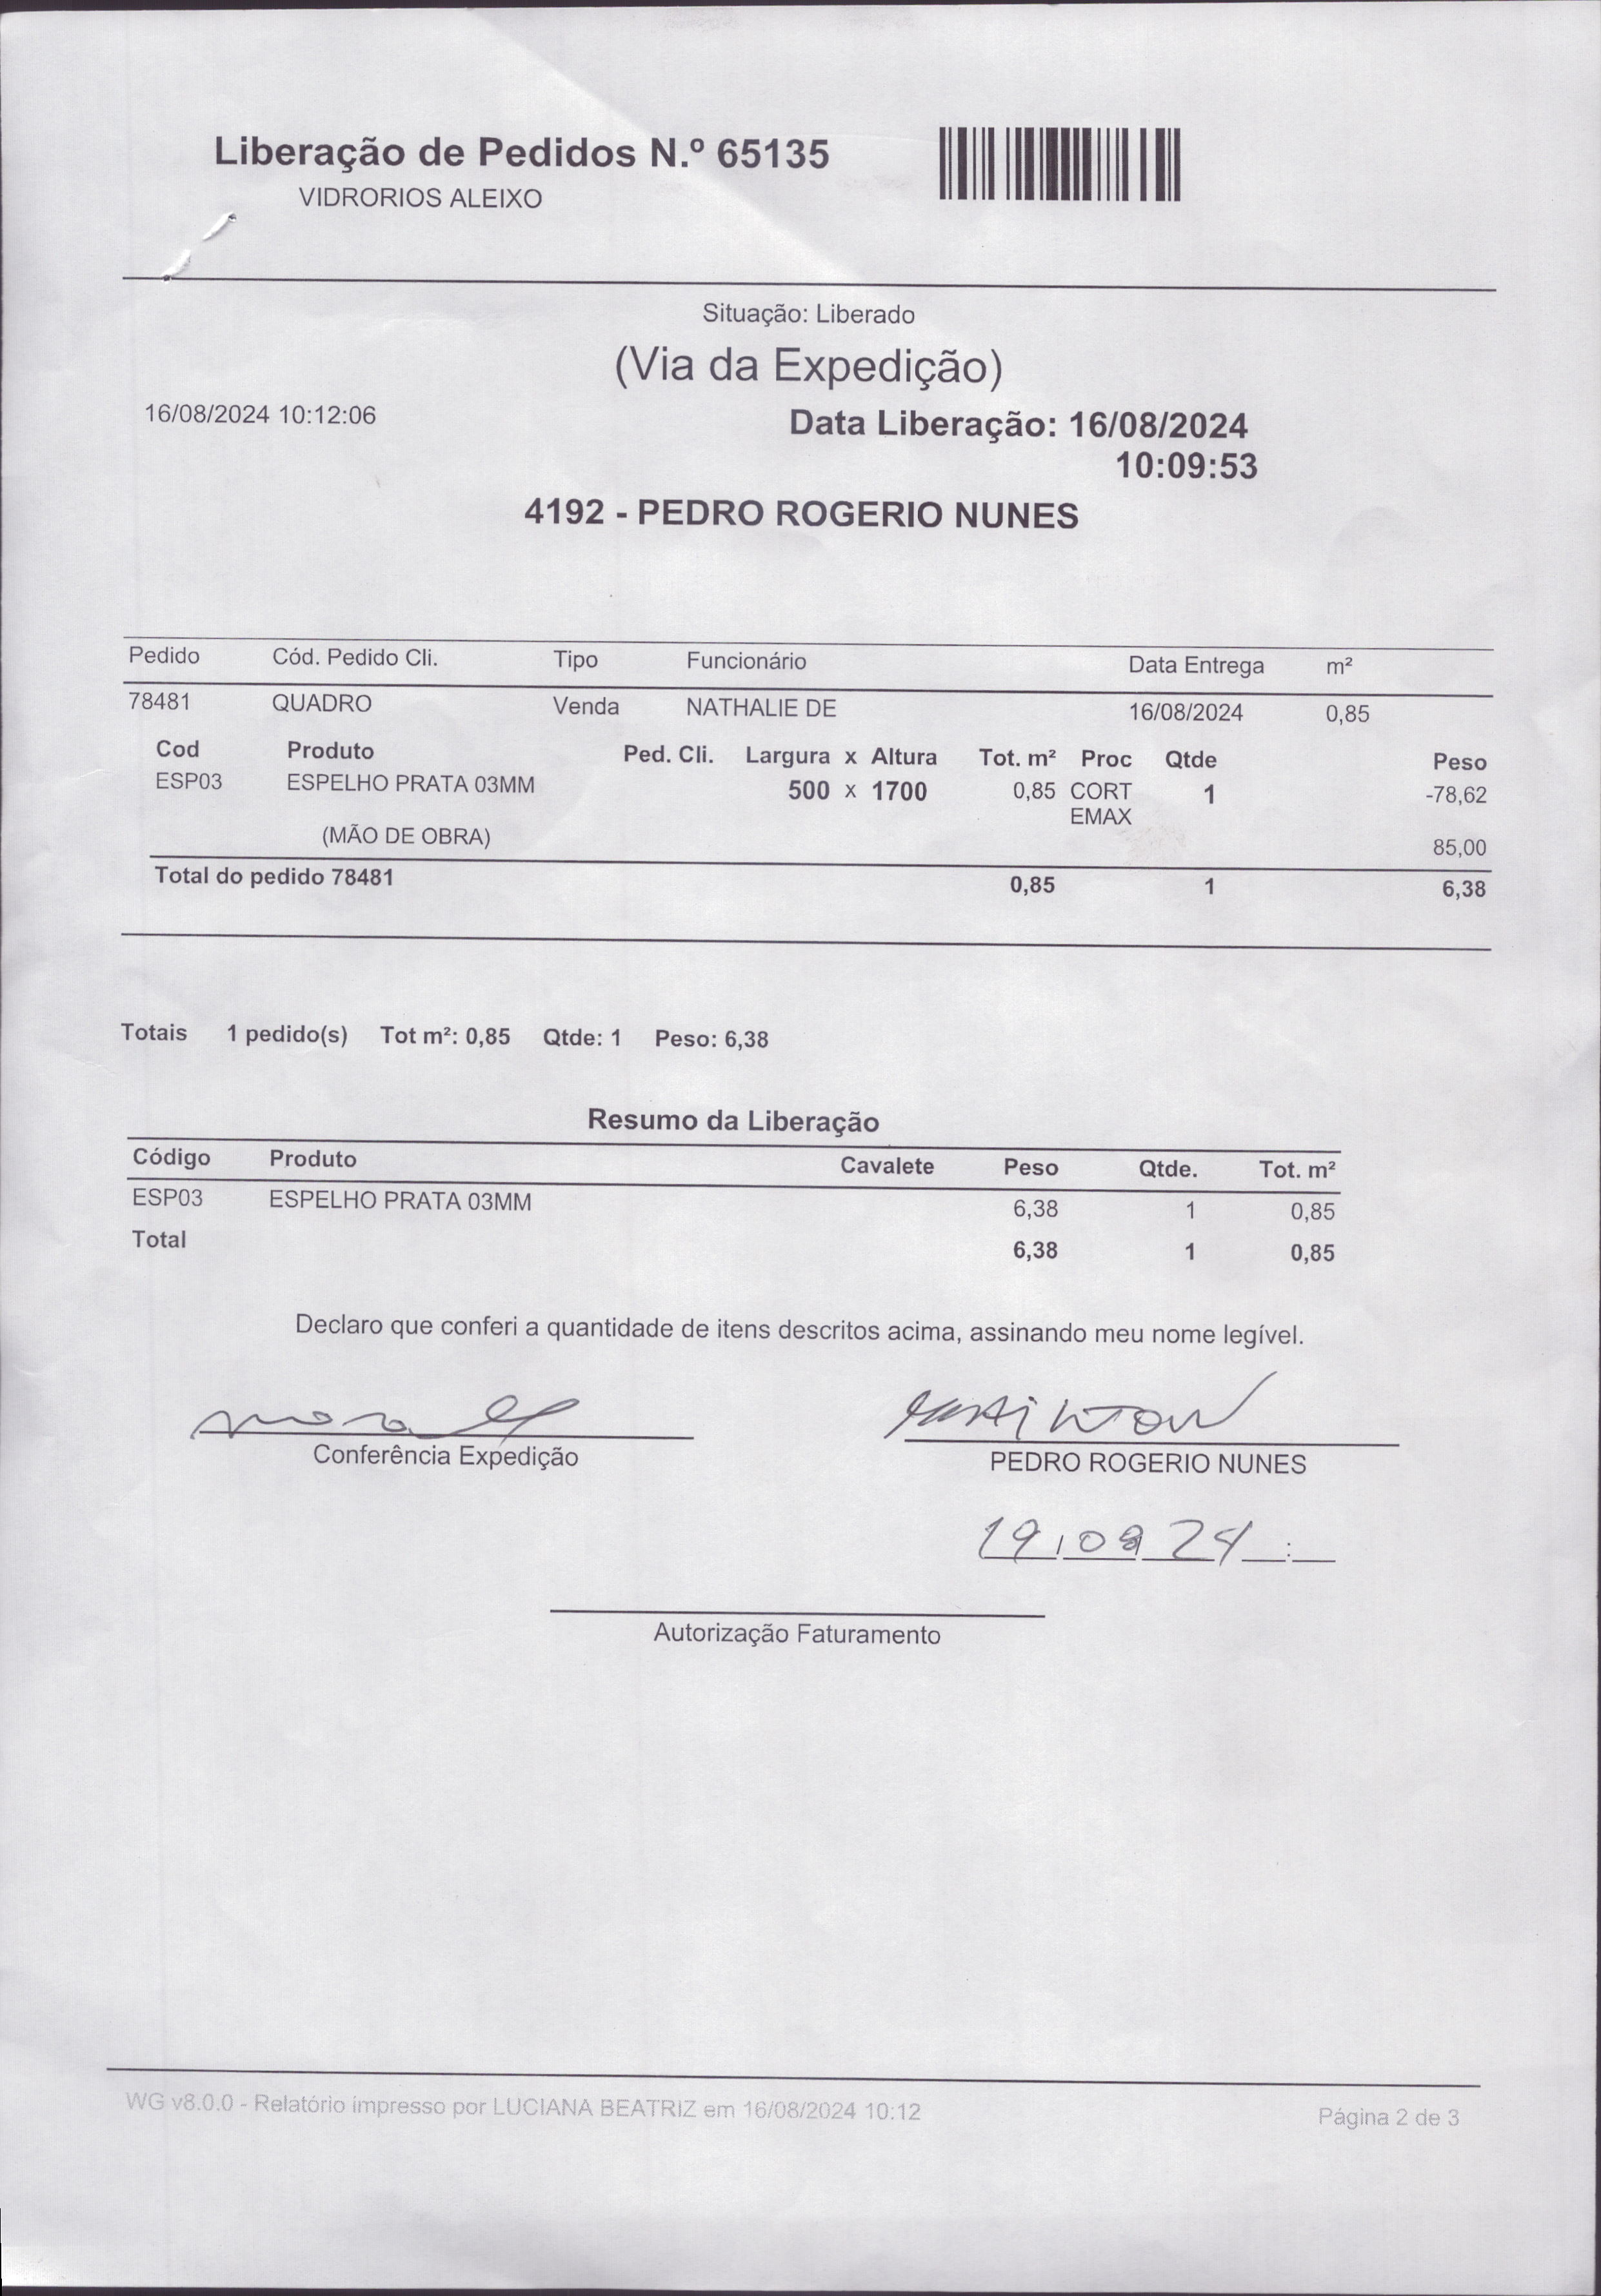 Liberação de Pedidos N.º 65135
VIDRORIOS ALEIXO
Situação: Liberado
(Via da Expedição)
16/08/2024 10:12:06
Data Liberação: 16/08/2024
10:09:53
4192 - PEDRO ROGERIO NUNES
Pedido Cód. Pedido Cli. Tipo Funcionário Data Entrega m²
78481 QUADRO Venda NATHALIE DE 16/08/2024 0,85
Cod Produto Ped. Cli. Largura x Altura Tot. m² Proc Qtde Peso
ESP03 ESPELHO PRATA 03MM 500 x 1700 0,85 CORT 1 -78,62
EMAX
(MÃO DE OBRA) 85,00
Total do pedido 78481 0,85 1 6,38
Totais 1 pedido(s) Tot m²: 0,85 Qtde: 1 Peso: 6,38
Resumo da Liberação
Código Produto Cavalete Peso Qtde. Tot. m²
ESP03 ESPELHO PRATA 03MM 6,38 1 0,85
Total 6,38 1 0,85
Declaro que conferi a quantidade de itens descritos acima, assinando meu nome legível.
Conferência Expedição
PEDRO ROGERIO NUNES
Autorização Faturamento
WG v8.0.0 - Relatório impresso por LUCIANA BEATRIZ em 16/08/2024 10:12
Página 2 de 3